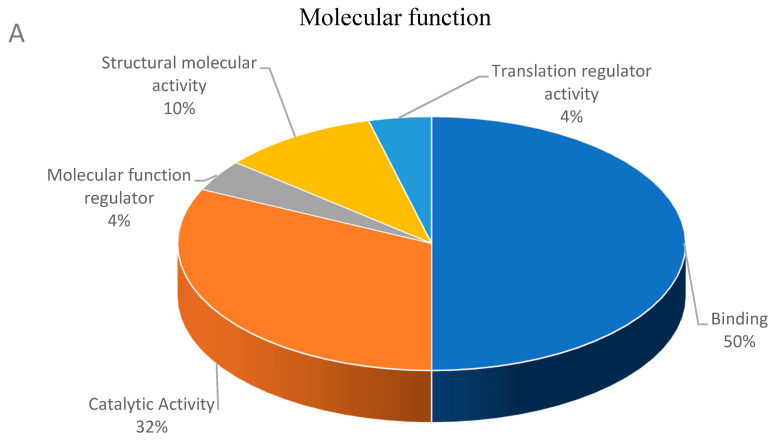 Molecular function
A
Structural molecular
activity
10%
Translation regulator
activity
4%
Molecular function
regulator
4%
Binding
50%
Catalytic Activity
32%